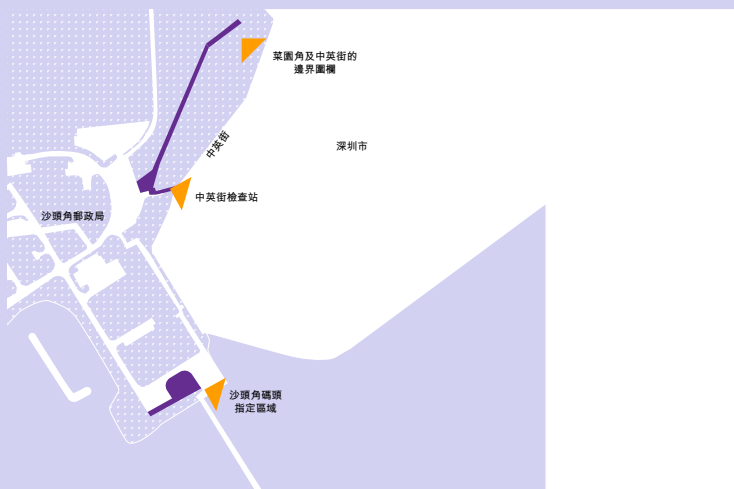 菜園角及中英街的
邊界圍欄
中英街
深圳市
中英街檢查站
沙頭角郵政局
沙頭角碼頭
指定區域